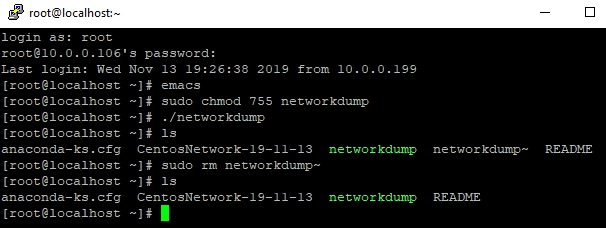 root@localhost:~
login as: root
root@10.0.0.106's password:
Last login: Wed Nov 13 19:26:38 2019 from 10.0.0.199
[root@localhost ~]# emacs
[root@localhost ~]# sudo chmod 755 networkdump
[root@localhost ~]# ./networkdump
[root@localhost ~]# ls
anaconda-ks.cfg  CentosNetwork-19-11-13  networkdump  networkdump~  README
[root@localhost ~]# sudo rm networkdump~
[root@localhost ~]# ls
anaconda-ks.cfg  CentosNetwork-19-11-13  networkdump  README
[root@localhost ~]#